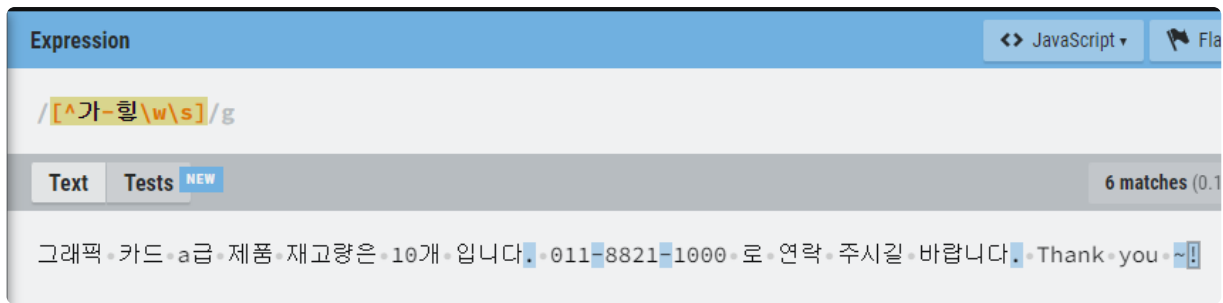 Expression
<> JavaScript ▾
Fla
/[^가-힣\w\s]/g
Text
Tests NEW
6 matches (0.1
그래픽 카드 a급 제품 재고량은 10개 입니다. 011-8821-1000 로 연락 주시길 바랍니다. Thank you ~!